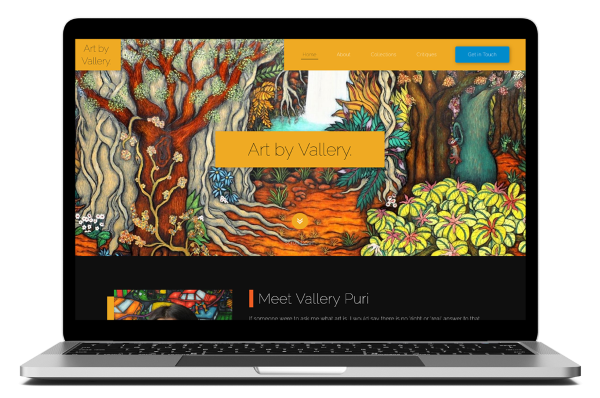 Art by
Vallery
Home
About
Collections
Contact
Get in Touch
Art by Vallery.
Meet Vallery Puri
If someone were to ask me what art is, I would say there is no 'right' or 'real' answer to that.